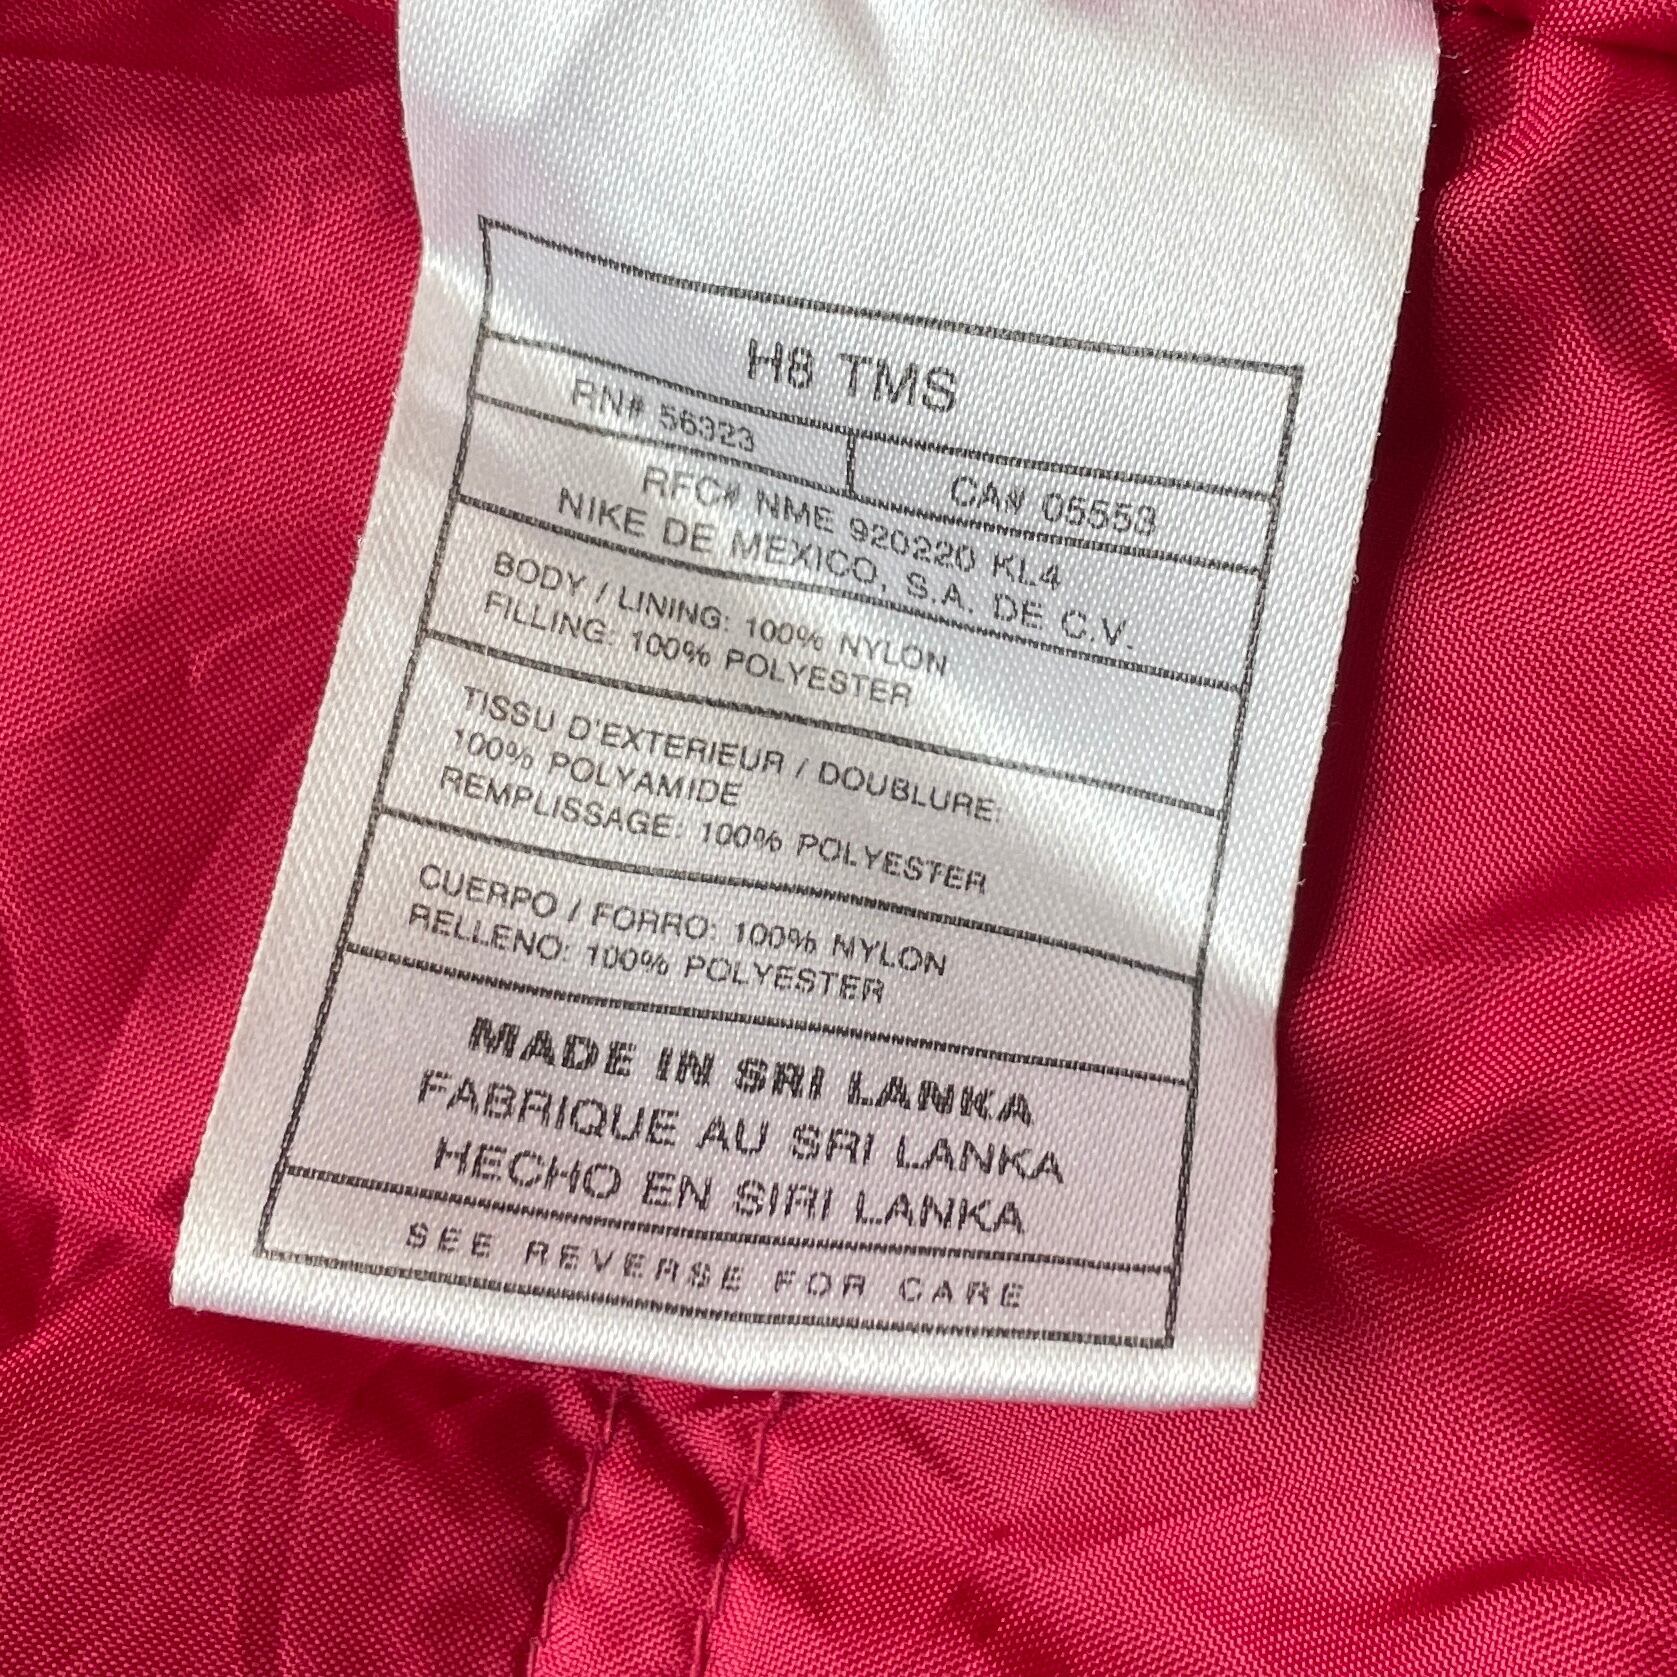 H8 TMS
RN# 56323
CA# 05553
RFC# NME 920220 KL4
NIKE DE MEXICO, S.A. DE C.V.
BODY / LINING: 100% NYLON
FILLING: 100% POLYESTER
TISSU D'EXTERIEUR / DOUBLURE:
100% POLYAMIDE
REMPLISSAGE: 100% POLYESTER
CUERPO / FORRO: 100% NYLON
RELLENO: 100% POLYESTER
MADE IN SRI LANKA
FABRIQUE AU SRI LANKA
HECHO EN SIRI LANKA
SEE REVERSE FOR CARE